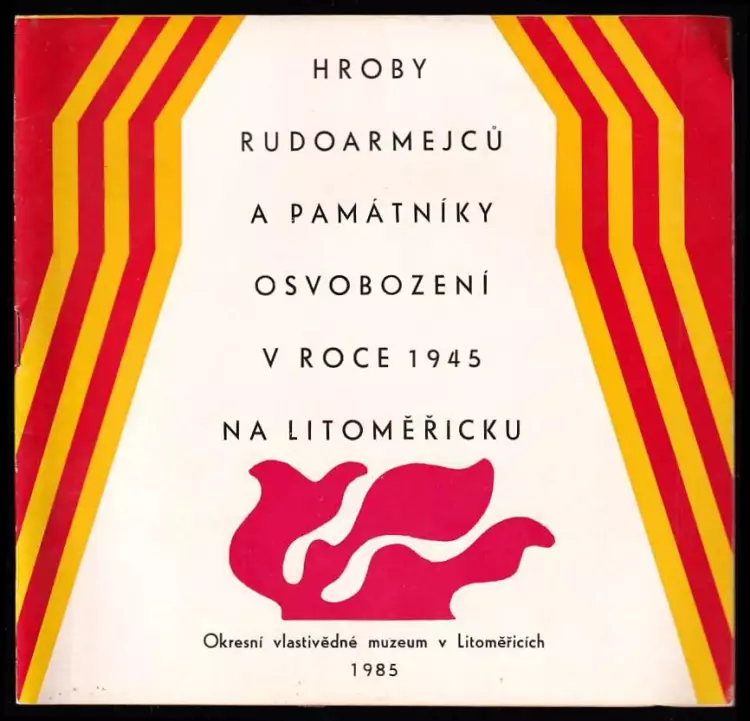 HROBY
RUDOARMEJCŮ
A PAMÁTNÍKY
OSVOBOZENÍ
V ROCE 1945
NA LITOMĚŘICKU
Okresní vlastivědné muzeum v Litoměřicích
1985